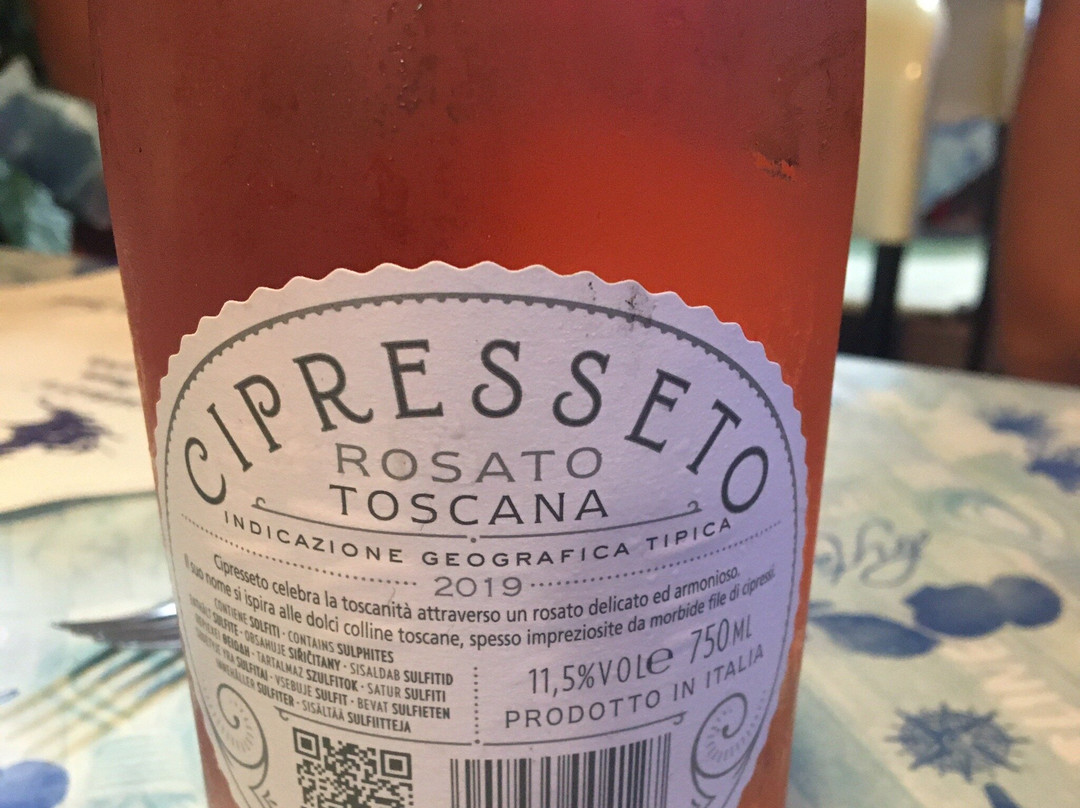 CIPRESSETO
ROSATO
TOSCANA
INDICAZIONE GEOGRAFICA TIPICA
2019
Cipresseto celebra la toscanità attraverso un rosato delicato ed armonioso.
Il suo nome si ispira alle dolci colline toscane, spesso impreziosite da morbide file di cipressi.
CONTIENE SOLFITI · CONTAINS SULPHITES
SULFITE · OBSAHUJE SIŘIČITANY · SISALDAB SULFITID
TARTALMAZ SZULFITOK · SATUR SULFITI
SULFITAI · VSEBUJE SULFIT · BEVAT SULFIETEN
INNEHÅLLER SULFITER · SISÄLTÄÄ SULFIITTEJA
11,5%VOL e 750ML
PRODOTTO IN ITALIA